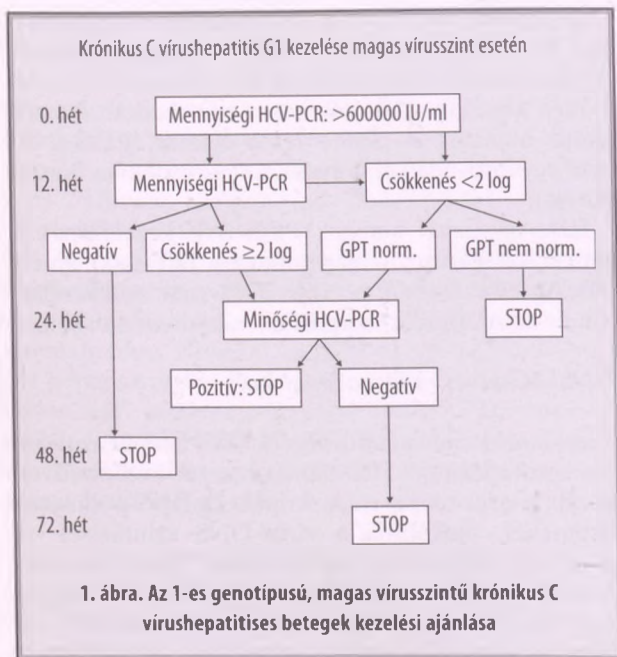 Krónikus C vírushepatitis G1 kezelése magas vírusszint esetén
0. hét Mennyiségi HCV-PCR: >600000 IU/ml
12. hét Mennyiségi HCV-PCR Csökkenés <2 log
Negatív Csökkenés ≥2 log GPT norm. GPT nem norm.
24. hét Minőségi HCV-PCR STOP
Pozitív: STOP Negatív
48. hét STOP
72. hét STOP
1. ábra. Az 1-es genotípusú, magas vírusszintű krónikus C
vírushepatitises betegek kezelési ajánlása